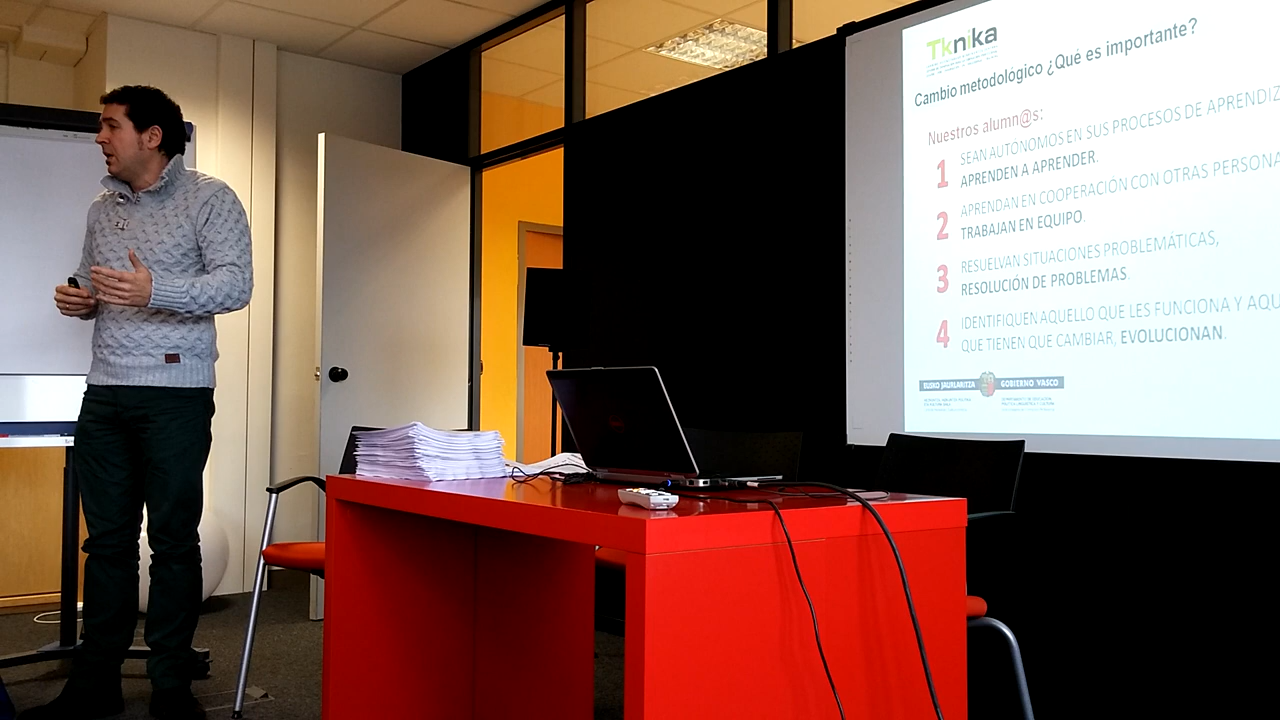 Tknika
Cambio metodológico ¿Qué es importante?
Nuestros alumn@s:
1 SEAN AUTÓNOMOS EN SUS PROCESOS DE APRENDIZ
APRENDEN A APRENDER.
2 APRENDAN EN COOPERACIÓN CON OTRAS PERSONA
TRABAJAN EN EQUIPO.
3 RESUELVAN SITUACIONES PROBLEMÁTICAS,
RESOLUCIÓN DE PROBLEMAS.
4 IDENTIFIQUEN AQUELLO QUE LES FUNCIONA Y AQU
QUE TIENEN QUE CAMBIAR, EVOLUCIONAN.
EUSKO JAURLARITZA GOBIERNO VASCO